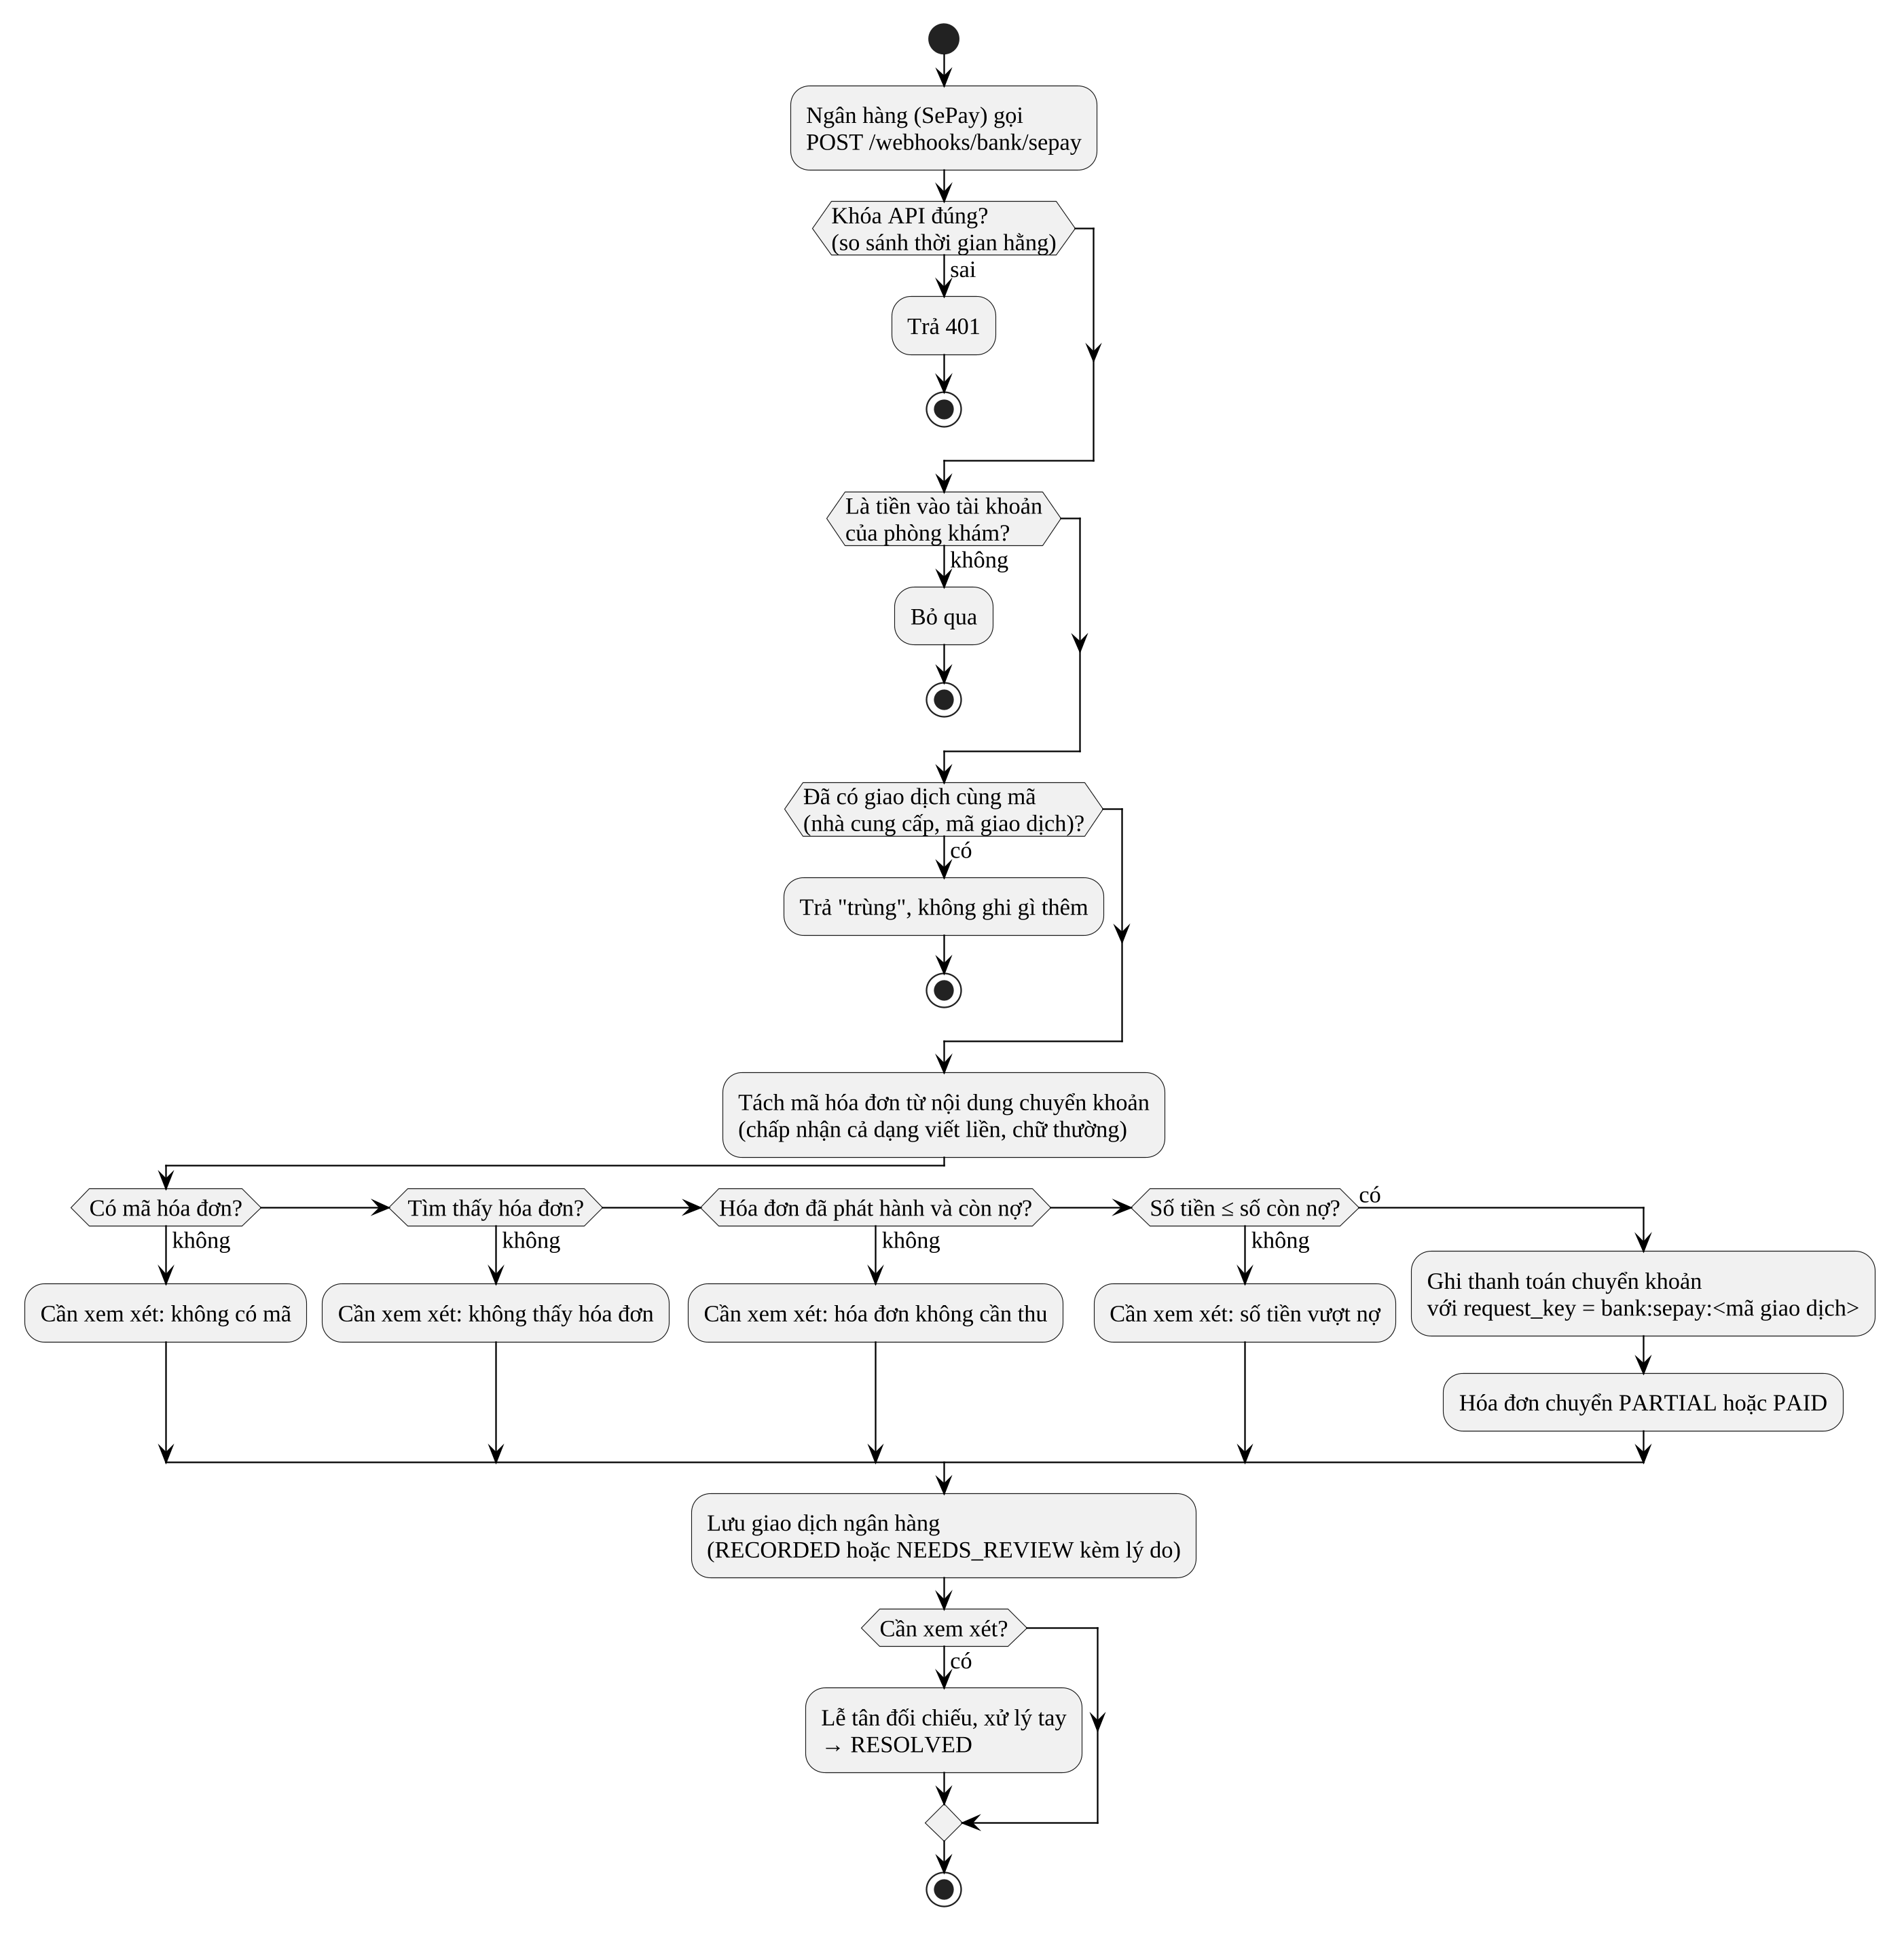 Ngân hàng (SePay) gọi
POST /webhooks/bank/sepay
Khóa API đúng?
(so sánh thời gian hằng)
sai
Trả 401
Là tiền vào tài khoản
của phòng khám?
không
Bỏ qua
Đã có giao dịch cùng mã
(nhà cung cấp, mã giao dịch)?
có
Trả "trùng", không ghi gì thêm
Tách mã hóa đơn từ nội dung chuyển khoản
(chấp nhận cả dạng viết liền, chữ thường)
Có mã hóa đơn?
không
Cần xem xét: không có mã
Tìm thấy hóa đơn?
không
Cần xem xét: không thấy hóa đơn
Hóa đơn đã phát hành và còn nợ?
không
Cần xem xét: hóa đơn không cần thu
Số tiền ≤ số còn nợ?
có
không
Cần xem xét: số tiền vượt nợ
Ghi thanh toán chuyển khoản
với request_key = bank:sepay:<mã giao dịch>
Hóa đơn chuyển PARTIAL hoặc PAID
Lưu giao dịch ngân hàng
(RECORDED hoặc NEEDS_REVIEW kèm lý do)
Cần xem xét?
có
Lễ tân đối chiếu, xử lý tay
→ RESOLVED